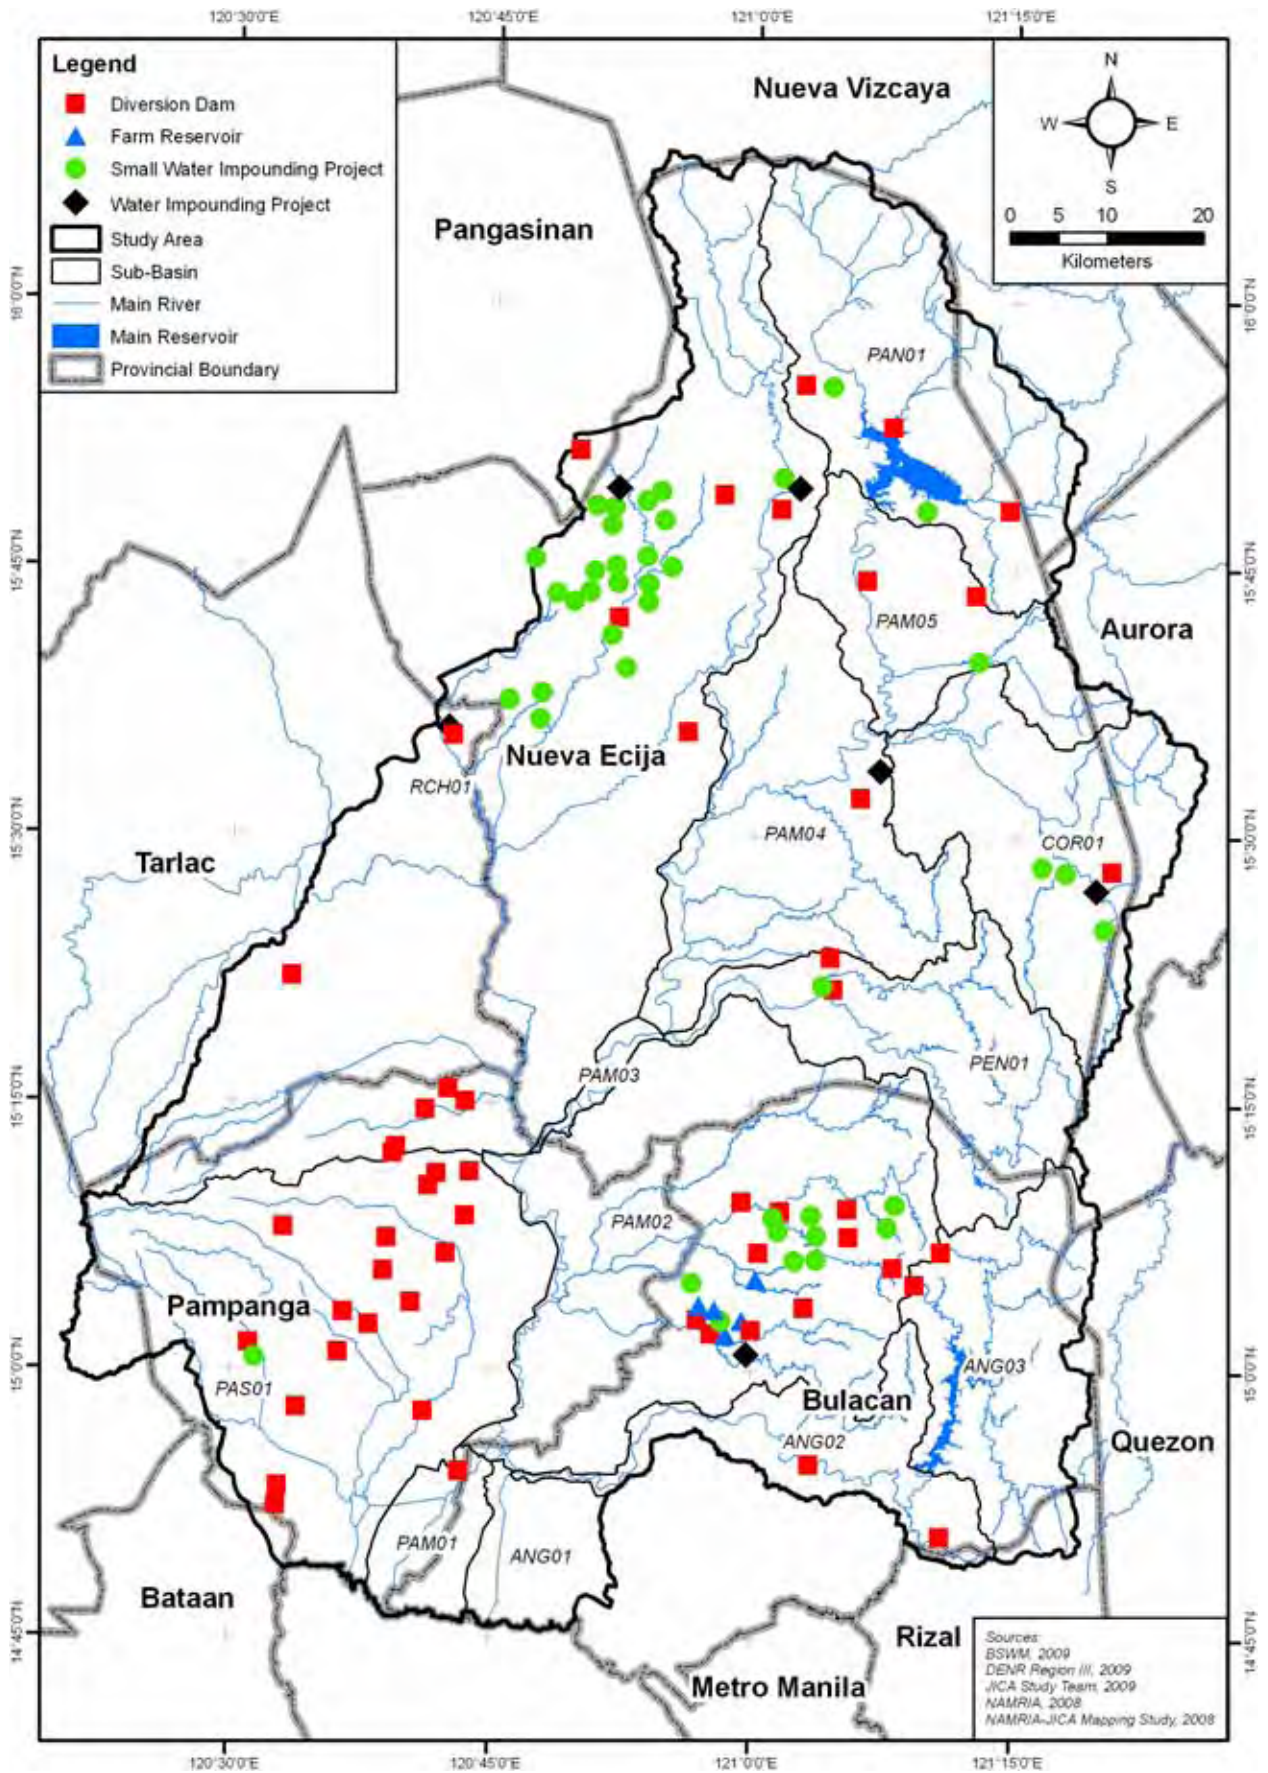 120°30'0"E
120°45'0"E
121°0'0"E
121°15'0"E
Legend
Diversion Dam
Farm Reservoir
Small Water Impounding Project
Water Impounding Project
Study Area
Sub-Basin
Main River
Main Reservoir
Provincial Boundary
Nueva Vizcaya
N
W
E
S
0 5 10 20
Kilometers
Pangasinan
16°0'0"N
16°0'0"N
PAN01
15°45'0"N
15°45'0"N
PAM05
Aurora
Nueva Ecija
RCH01
15°30'0"N
15°30'0"N
PAM04
COR01
Tarlac
PAM03
PEN01
15°15'0"N
15°15'0"N
PAM02
Pampanga
15°0'0"N
15°0'0"N
PAS01
ANG03
Bulacan
ANG02
Quezon
PAM01
ANG01
Bataan
14°45'0"N
14°45'0"N
Rizal
Metro Manila
Sources:
BSWM, 2009
DENR Region III, 2009
JICA Study Team, 2009
NAMRIA, 2008
NAMRIA-JICA Mapping Study, 2008
120°30'0"E
120°45'0"E
121°0'0"E
121°15'0"E